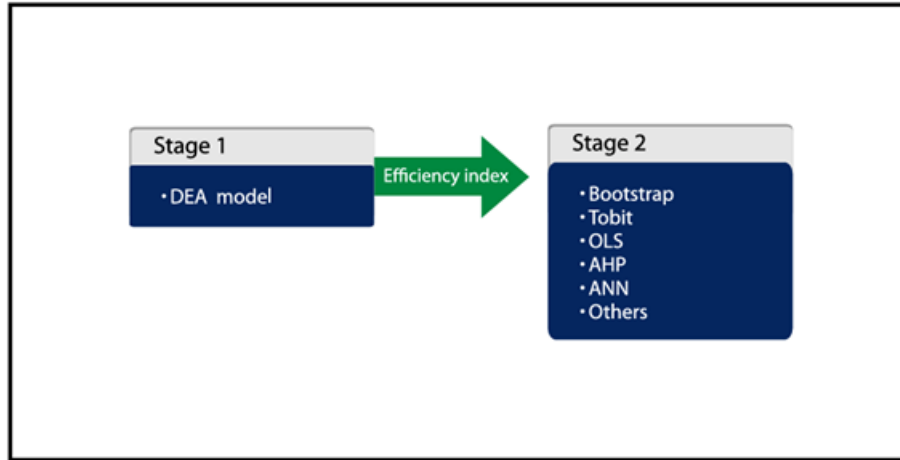 Stage 1
• DEA model
Efficiency index
Stage 2
• Bootstrap
• Tobit
• OLS
• AHP
• ANN
• Others